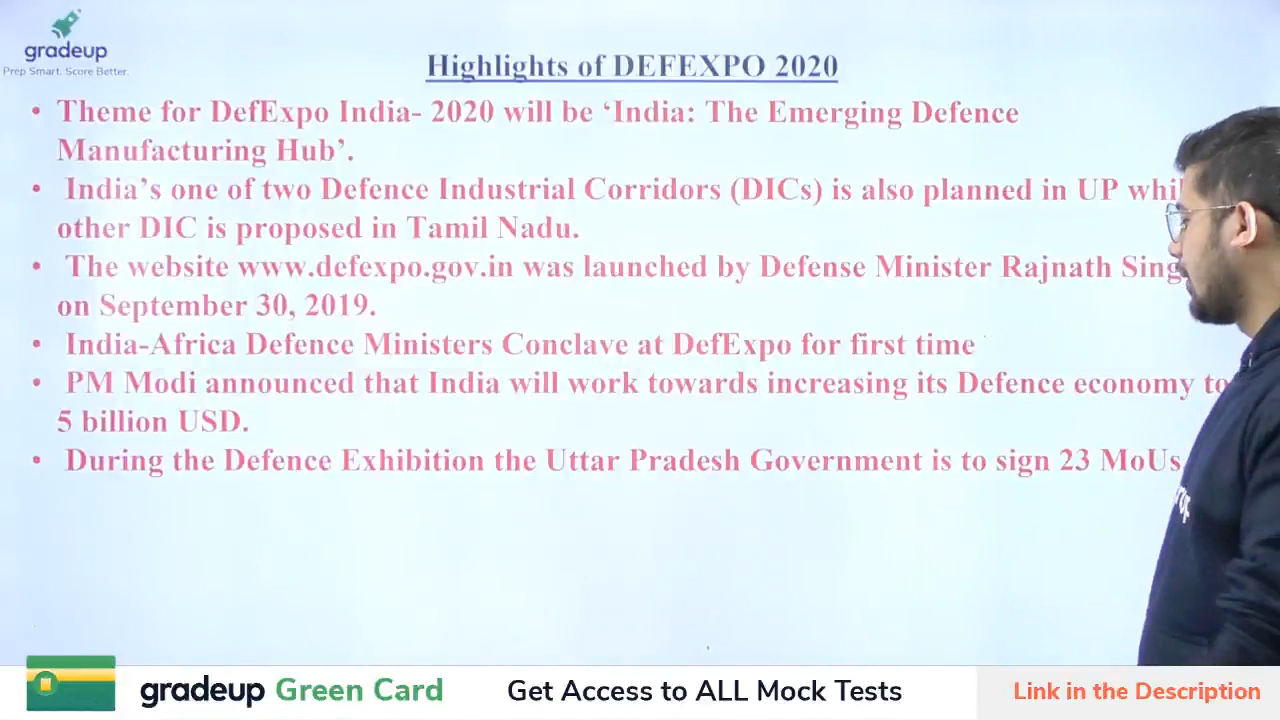 gradeup
Prep Smart. Score Better.
Highlights of DEFEXPO 2020
• Theme for DefExpo India- 2020 will be ‘India: The Emerging Defence
Manufacturing Hub’.
• India’s one of two Defence Industrial Corridors (DICs) is also planned in UP
other DIC is proposed in Tamil Nadu.
• The website www.defexpo.gov.in was launched by Defense Minister Rajnath
on September 30, 2019.
• India-Africa Defence Ministers Conclave at DefExpo for first time
• PM Modi announced that India will work towards increasing its Defence economy to
5 billion USD.
• During the Defence Exhibition the Uttar Pradesh Government is to sign 23 MoUs
gradeup Green Card Get Access to ALL Mock Tests Link in the Description